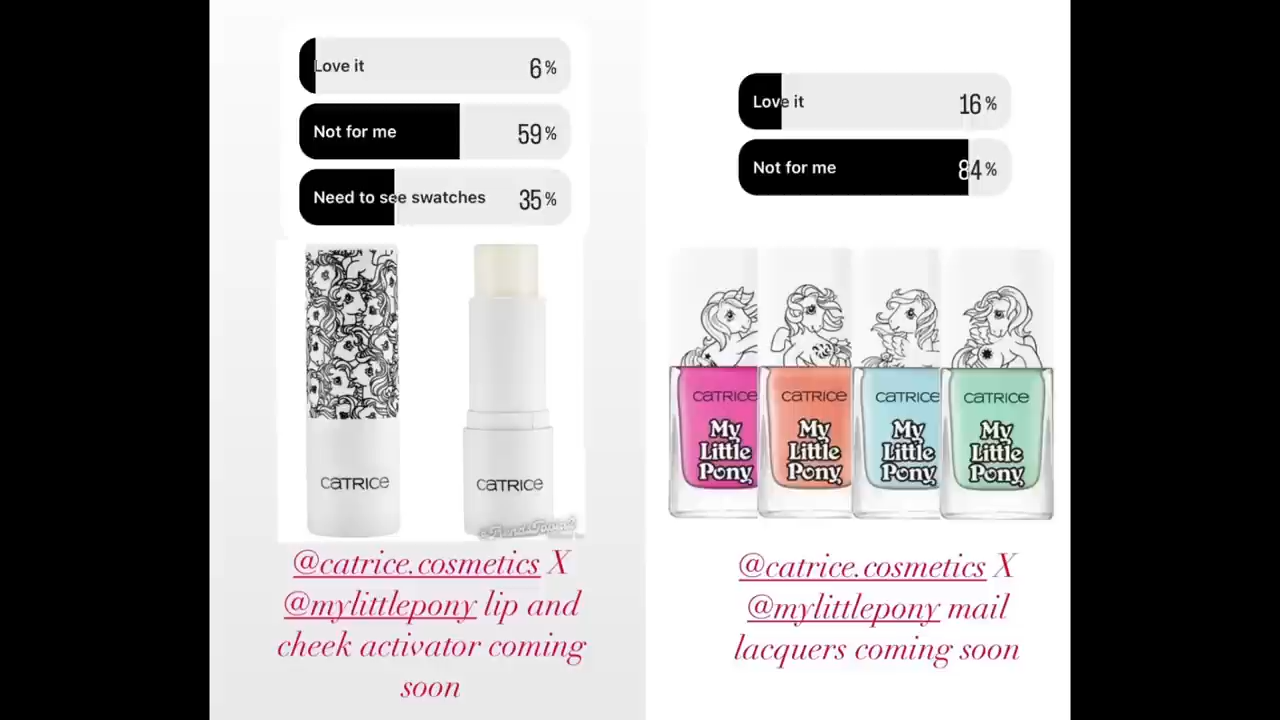 Love it 6%
Not for me 59%
Need to see swatches 35%
CATRICE
CATRICE
@catrice.cosmetics X
@mylittlepony lip and
cheek activator coming
soon
Love it 16%
Not for me 84%
CATRICE CATRICE CATRICE CATRICE
My My My My
Little Little Little Little
Pony Pony Pony Pony
@catrice.cosmetics X
@mylittlepony mail
lacquers coming soon